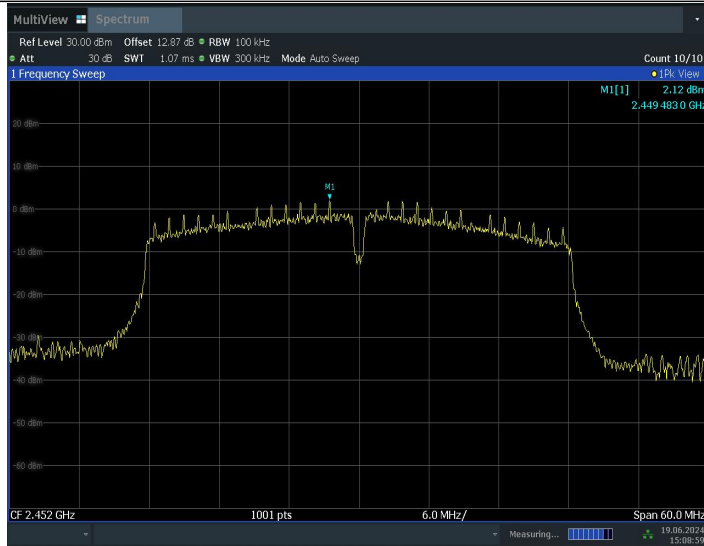 MultiView Spectrum
Ref Level 30.00 dBm Offset 12.87 dB RBW 100 kHz
Att 30 dB SWT 1.07 ms VBW 300 kHz Mode Auto Sweep Count 10/10
1 Frequency Sweep 1Pk View
M1[1] 2.12 dBm
2.449 483 0 GHz
20 dBm
10 dBm
M1
0 dBm
-10 dBm
-20 dBm
-30 dBm
-40 dBm
-50 dBm
-60 dBm
CF 2.452 GHz 1001 pts 6.0 MHz/ Span 60.0 MHz
Measuring... 19.06.2024
15:08:59